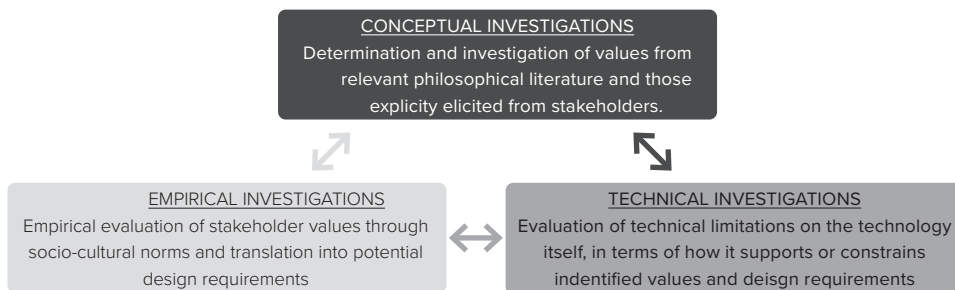 CONCEPTUAL INVESTIGATIONS
Determination and investigation of values from
relevant philosophical literature and those
explicity elicited from stakeholders.
EMPIRICAL INVESTIGATIONS
Empirical evaluation of stakeholder values through
socio-cultural norms and translation into potential
design requirements
TECHNICAL INVESTIGATIONS
Evaluation of technical limitations on the technology
itself, in terms of how it supports or constrains
indentified values and deisgn requirements